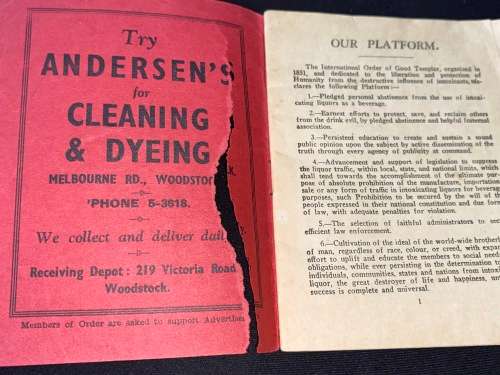 Try
ANDERSEN'S
for
CLEANING
& DYEING
MELBOURNE RD., WOODSTOCK.
'PHONE 5-3618.
We collect and deliver daily
Receiving Depot: 219 Victoria Road
Woodstock.
Members of Order are asked to support Advertise
OUR PLATFORM.
The International Order of Good Templar, organised in
1851, and dedicated to the liberation and protection of
Humanity from the destructive influence of intoxicants, de-
clares the following Platform:—
1.—Pledged personal abstinence from the use of intoxi-
cating liquors as a beverage.
2.—Earnest efforts to protect, save, and reclaim others
from the drink evil, by pledged abstinence and helpful fraternal
association.
3.—Persistent education to create and sustain a sound
public opinion upon the subject by active dissemination of the
truth through every agency of publicity at command.
4.—Advancement and support of legislation to suppress
the liquor traffic, within local, state, and national limits, which
shall tend towards the accomplishment of the ultimate pur-
pose of absolute prohibition of the manufacture, importation
sale or any form of traffic in intoxicating liquors for beverage
purposes, such Prohibition to be secured by the will of th
people expressed in their national constitution and due form
of law, with adequate penalties for violation.
5.—The selection of faithful administrators to secu
efficient law enforcement.
6.—Cultivation of the ideal of the world-wide brother
of man, regardless of race, colour, or creed, with expan
effort to uplift and educate the members to social need
obligations, while ever persisting in the determination t
individuals, communities, states and nations from intoxi
liquor, the great destroyer of life and happiness, unt
success is complete and universal.
1